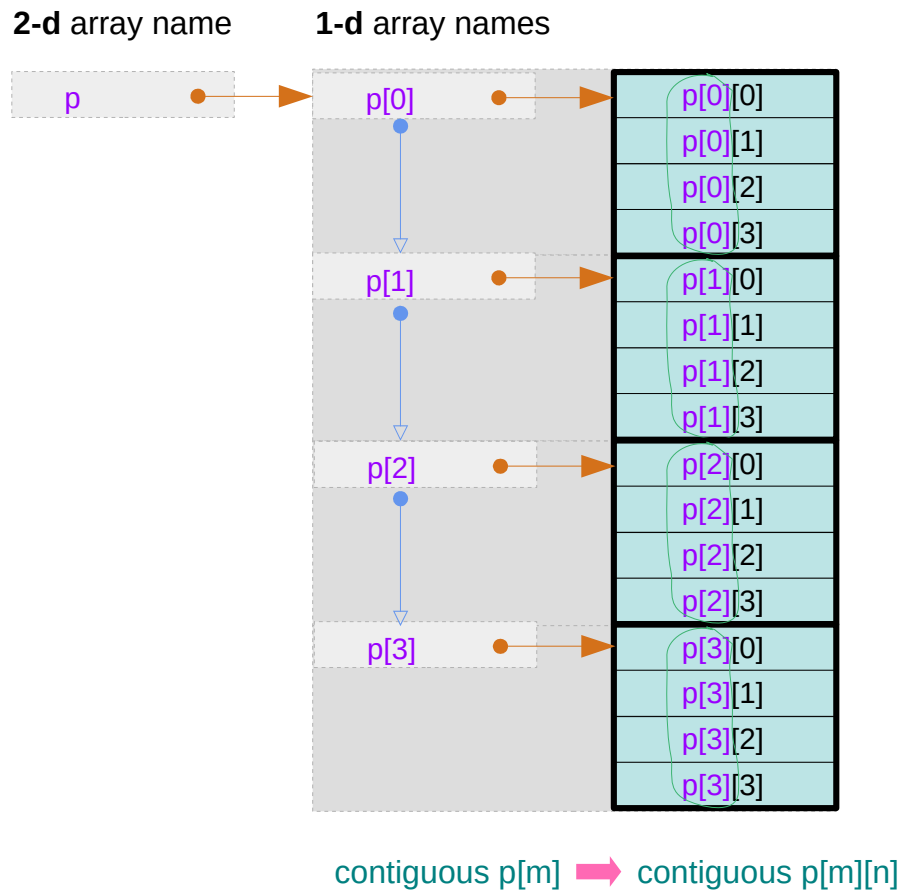 2-d array name 1-d array names
p p[0] p[0][0]
p[0][1]
p[0][2]
p[0][3]
p[1] p[1][0]
p[1][1]
p[1][2]
p[1][3]
p[2] p[2][0]
p[2][1]
p[2][2]
p[2][3]
p[3] p[3][0]
p[3][1]
p[3][2]
p[3][3]
contiguous p[m] contiguous p[m][n]